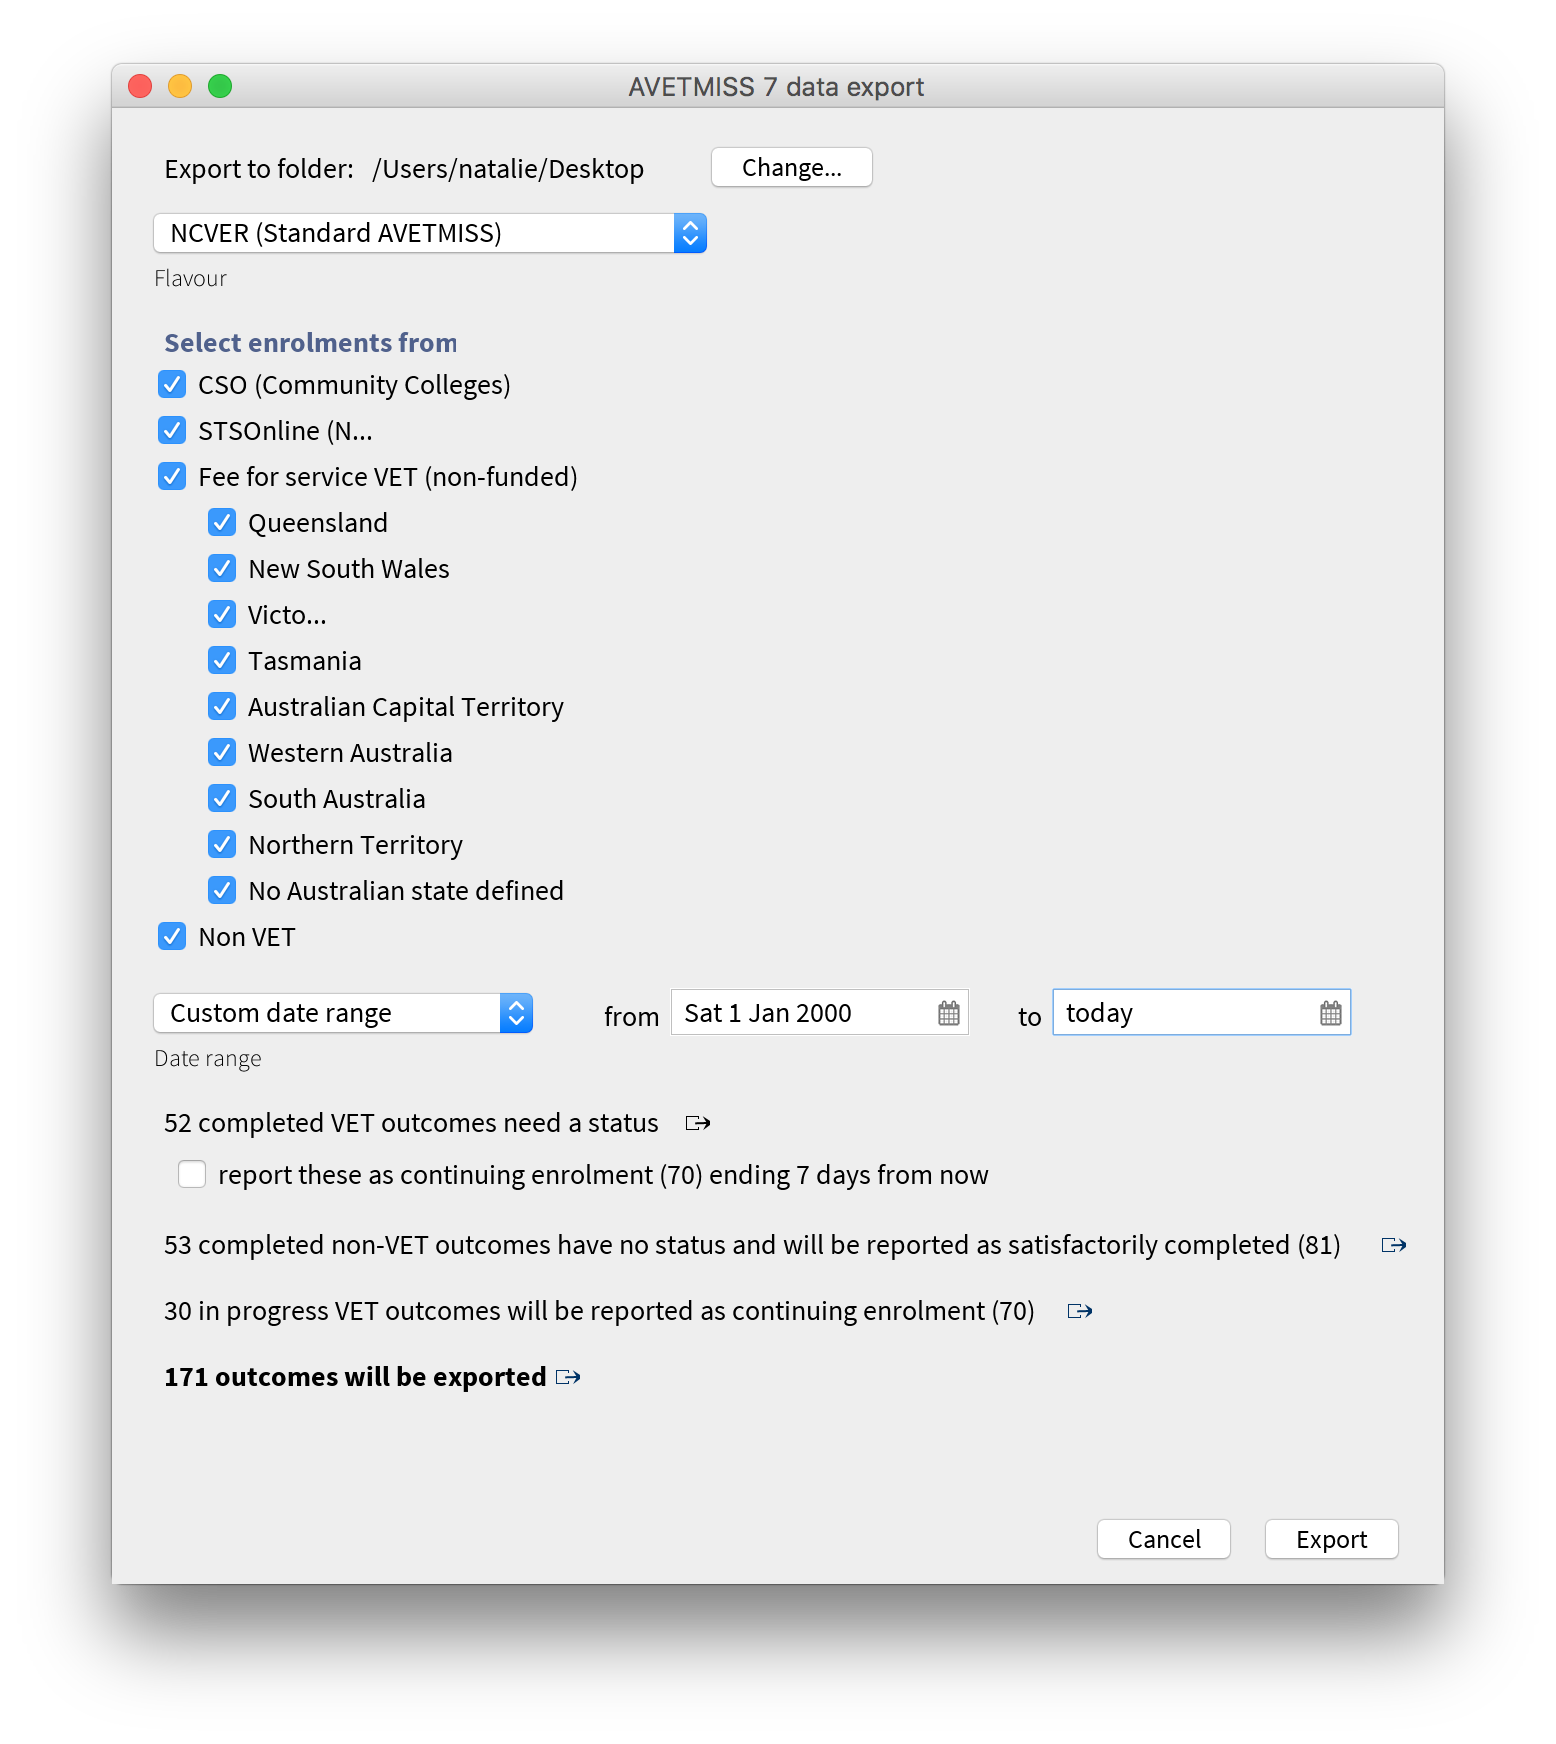 AVETMISS 7 data export
Export to folder: /Users/natalie/Desktop Change...
NCVER (Standard AVETMISS)
Flavour
Select enrolments from
CSO (Community Colleges)
STSOnline (N...
Fee for service VET (non-funded)
Queensland
New South Wales
Victo...
Tasmania
Australian Capital Territory
Western Australia
South Australia
Northern Territory
No Australian state defined
Non VET
Custom date range from Sat 1 Jan 2000 to today
Date range
52 completed VET outcomes need a status
report these as continuing enrolment (70) ending 7 days from now
53 completed non-VET outcomes have no status and will be reported as satisfactorily completed (81)
30 in progress VET outcomes will be reported as continuing enrolment (70)
171 outcomes will be exported
Cancel Export